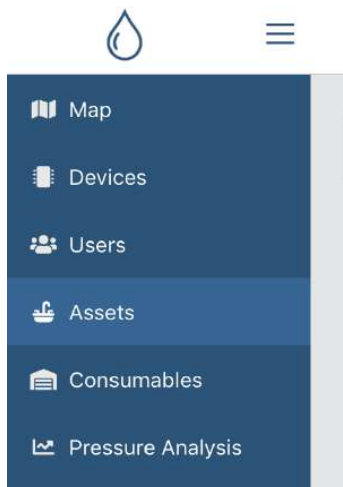 Map
Devices
Users
Assets
Consumables
Pressure Analysis